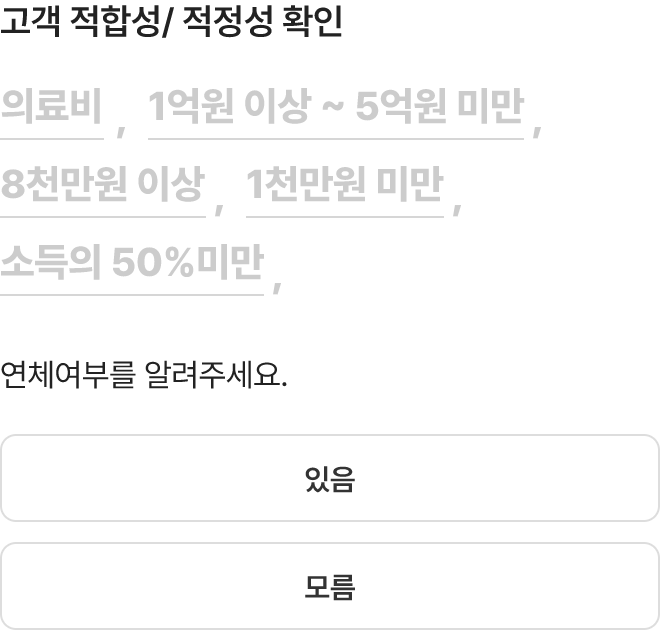 고객 적합성/ 적정성 확인
의료비 , 1억원 이상 ~ 5억원 미만 ,
8천만원 이상 , 1천만원 미만 ,
소득의 50%미만 ,
연체여부를 알려주세요.
있음
모름